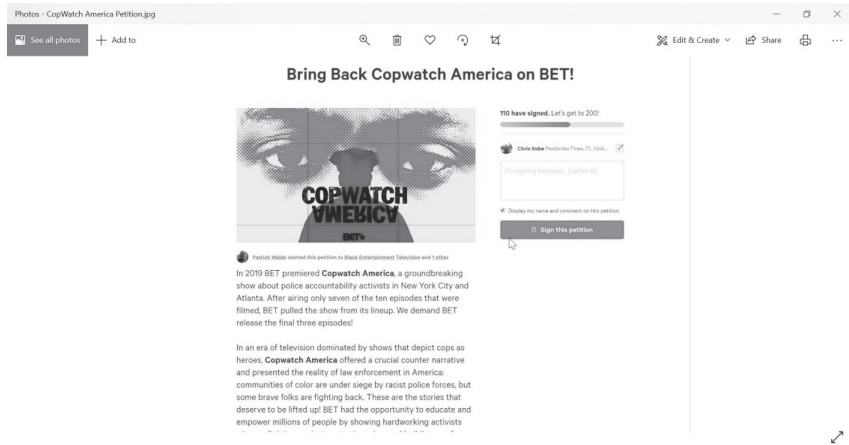 Photos - CopWatch America Petition.jpg
See all photos
Add to
Edit & Create
Share
Bring Back Copwatch America on BET!
COPWATCH
AMERICA
BET★
110 have signed. Let's get to 200!
Pembroke Pines, FL, Unit...
I'm signing because... (optional)
Display my name and comment on this petition
Sign this petition
Patrick Waldo started this petition to Black Entertainment Television and 1 other
In 2019 BET premiered Copwatch America, a groundbreaking
show about police accountability activists in New York City and
Atlanta. After airing only seven of the ten episodes that were
filmed, BET pulled the show from its lineup. We demand BET
release the final three episodes!
In an era of television dominated by shows that depict cops as
heroes, Copwatch America offered a crucial counter narrative
and presented the reality of law enforcement in America:
communities of color are under siege by racist police forces, but
some brave folks are fighting back. These are the stories that
deserve to be lifted up! BET had the opportunity to educate and
empower millions of people by showing hardworking activists